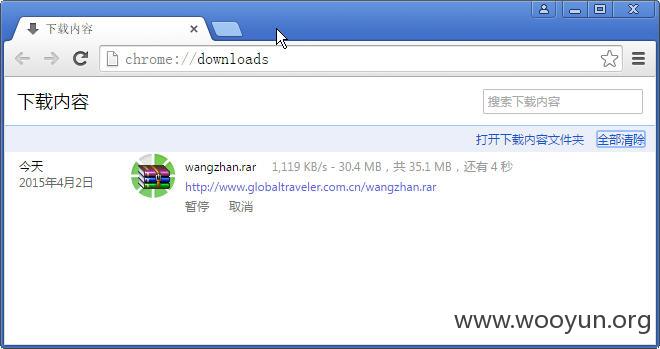 下载内容
chrome://downloads
下载内容
搜索下载内容
打开下载内容文件夹 全部清除
今天
2015年4月2日
wangzhan.rar 1,119 KB/s - 30.4 MB，共 35.1 MB，还有 4 秒
http://www.globaltraveler.com.cn/wangzhan.rar
暂停 取消
www.wooyun.org